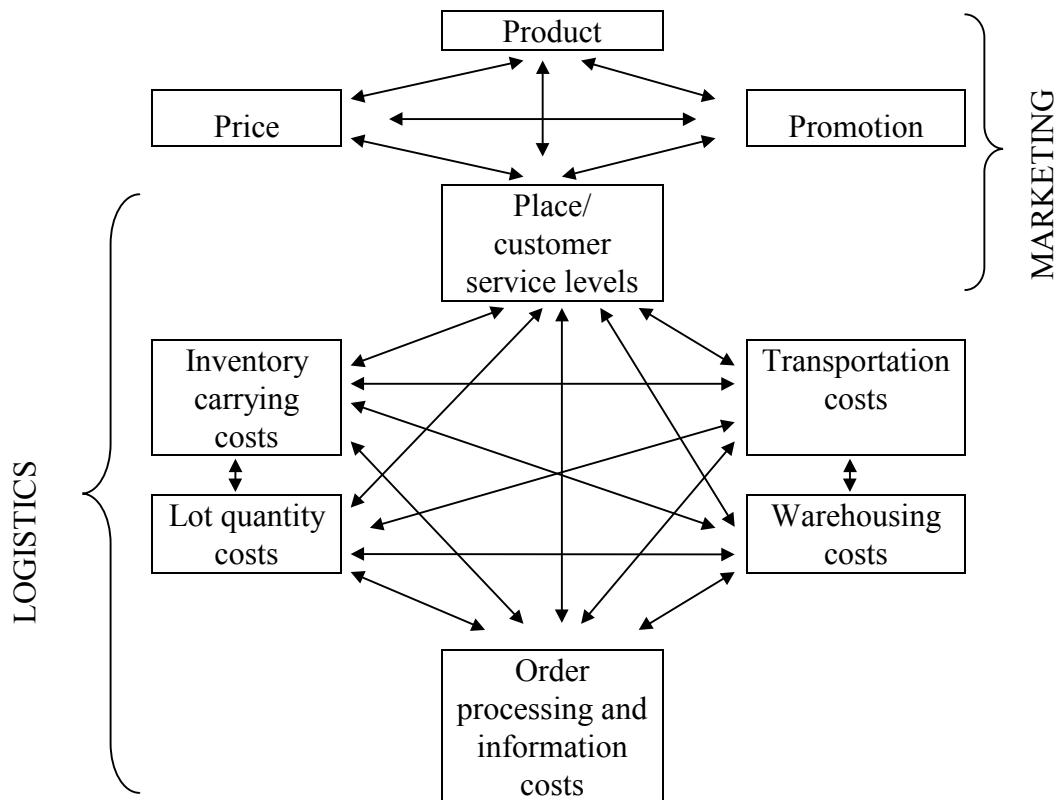 Product
Price
Promotion
MARKETING
Place/
customer
service levels
Inventory
carrying
costs
Transportation
costs
LOGISTICS
Lot quantity
costs
Warehousing
costs
Order
processing and
information
costs